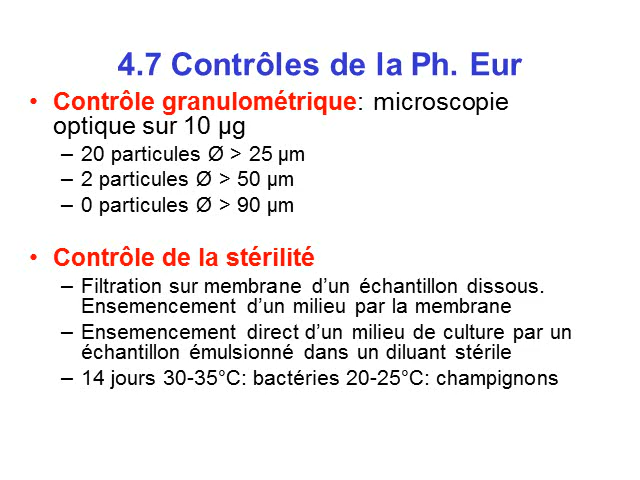 4.7 Contrôles de la Ph. Eur
• Contrôle granulométrique: microscopie
optique sur 10 µg
– 20 particules Ø > 25 µm
– 2 particules Ø > 50 µm
– 0 particules Ø > 90 µm
• Contrôle de la stérilité
– Filtration sur membrane d’un échantillon dissous.
Ensemencement d’un milieu par la membrane
– Ensemencement direct d’un milieu de culture par un
échantillon émulsionné dans un diluant stérile
– 14 jours 30-35°C: bactéries 20-25°C: champignons